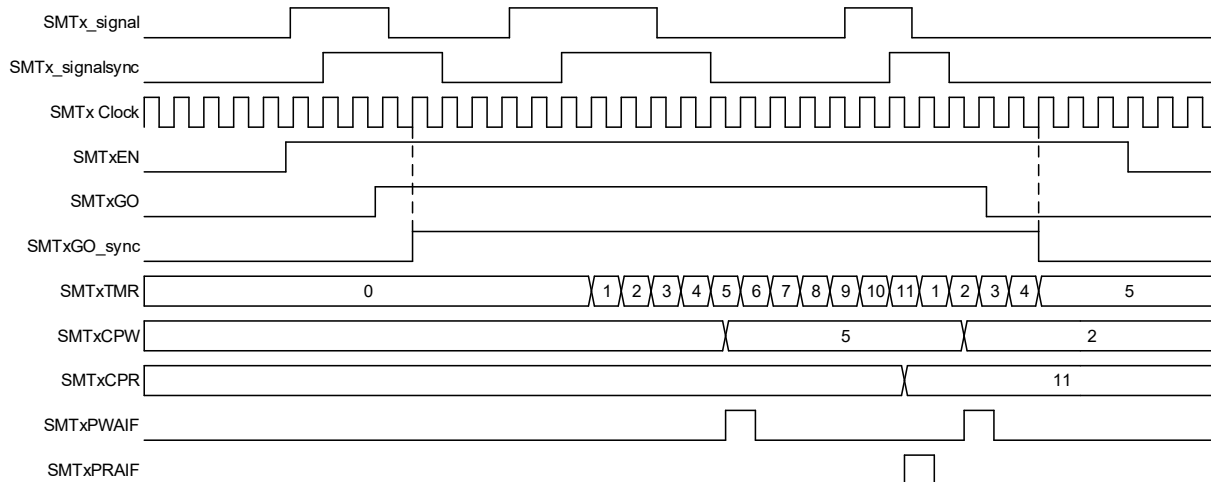 SMTx_signal
SMTx_signalsync
SMTx Clock
SMTxEN
SMTxGO
SMTxGO_sync
SMTxTMR 0 1 2 3 4 5 6 7 8 9 10 11 1 2 3 4 5
SMTxCPW 5 2
SMTxCPR 11
SMTxPWAIF
SMTxPRAIF